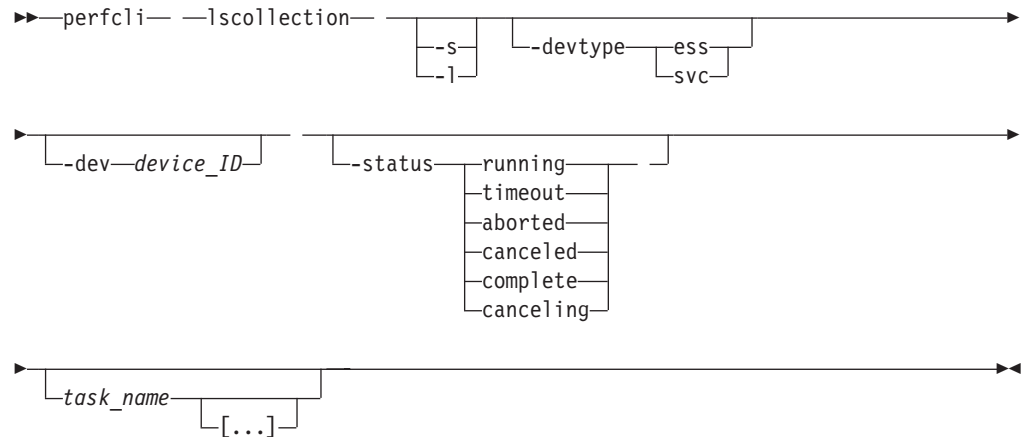 perfcli lscollection
-s -devtype ess
-l svc
-dev device_ID -status running
timeout
aborted
canceled
complete
canceling
task_name
[...]